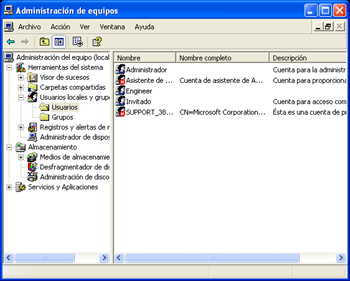 Administración de equipos
Archivo Acción Ver Ventana Ayuda
Administración del equipo (local
Herramientas del sistema
Visor de sucesos
Carpetas compartidas
Usuarios locales y grupo
Usuarios
Grupos
Registros y alertas de r
Administrador de dispos
Almacenamiento
Medios de almacenamie
Desfragmentador de di
Administración de disco
Servicios y Aplicaciones
Nombre Nombre completo Descripción
Administrador Cuenta para la administr
Asistente de ... Cuenta de asistente de A... Cuenta para proporciona
Engineer
Invitado Cuenta para acceso com
SUPPORT_38... CN=Microsoft Corporation... Ésta es una cuenta de p